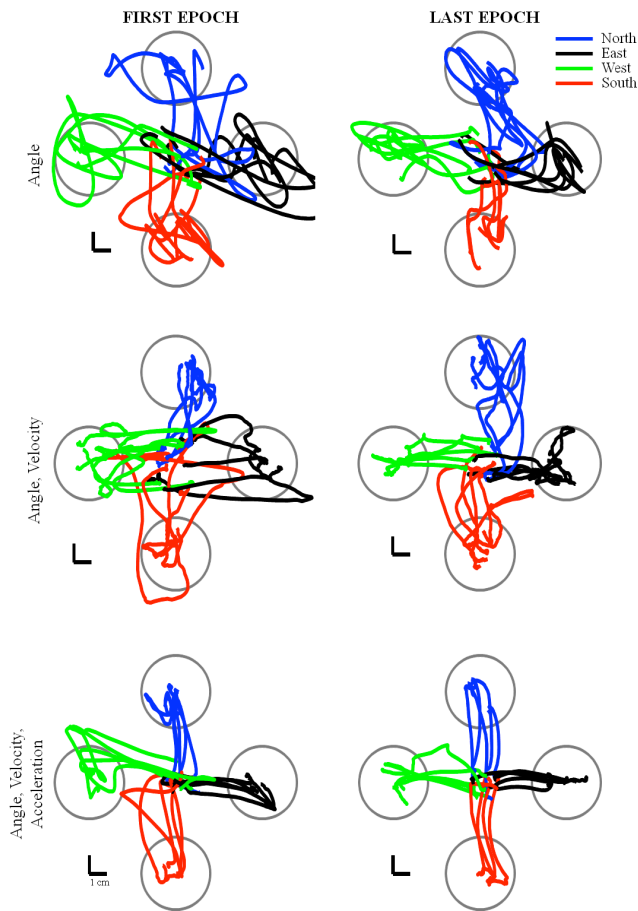 FIRST EPOCH
LAST EPOCH
North
East
West
South
Angle
Angle, Velocity
Angle, Velocity,
Acceleration
1 cm